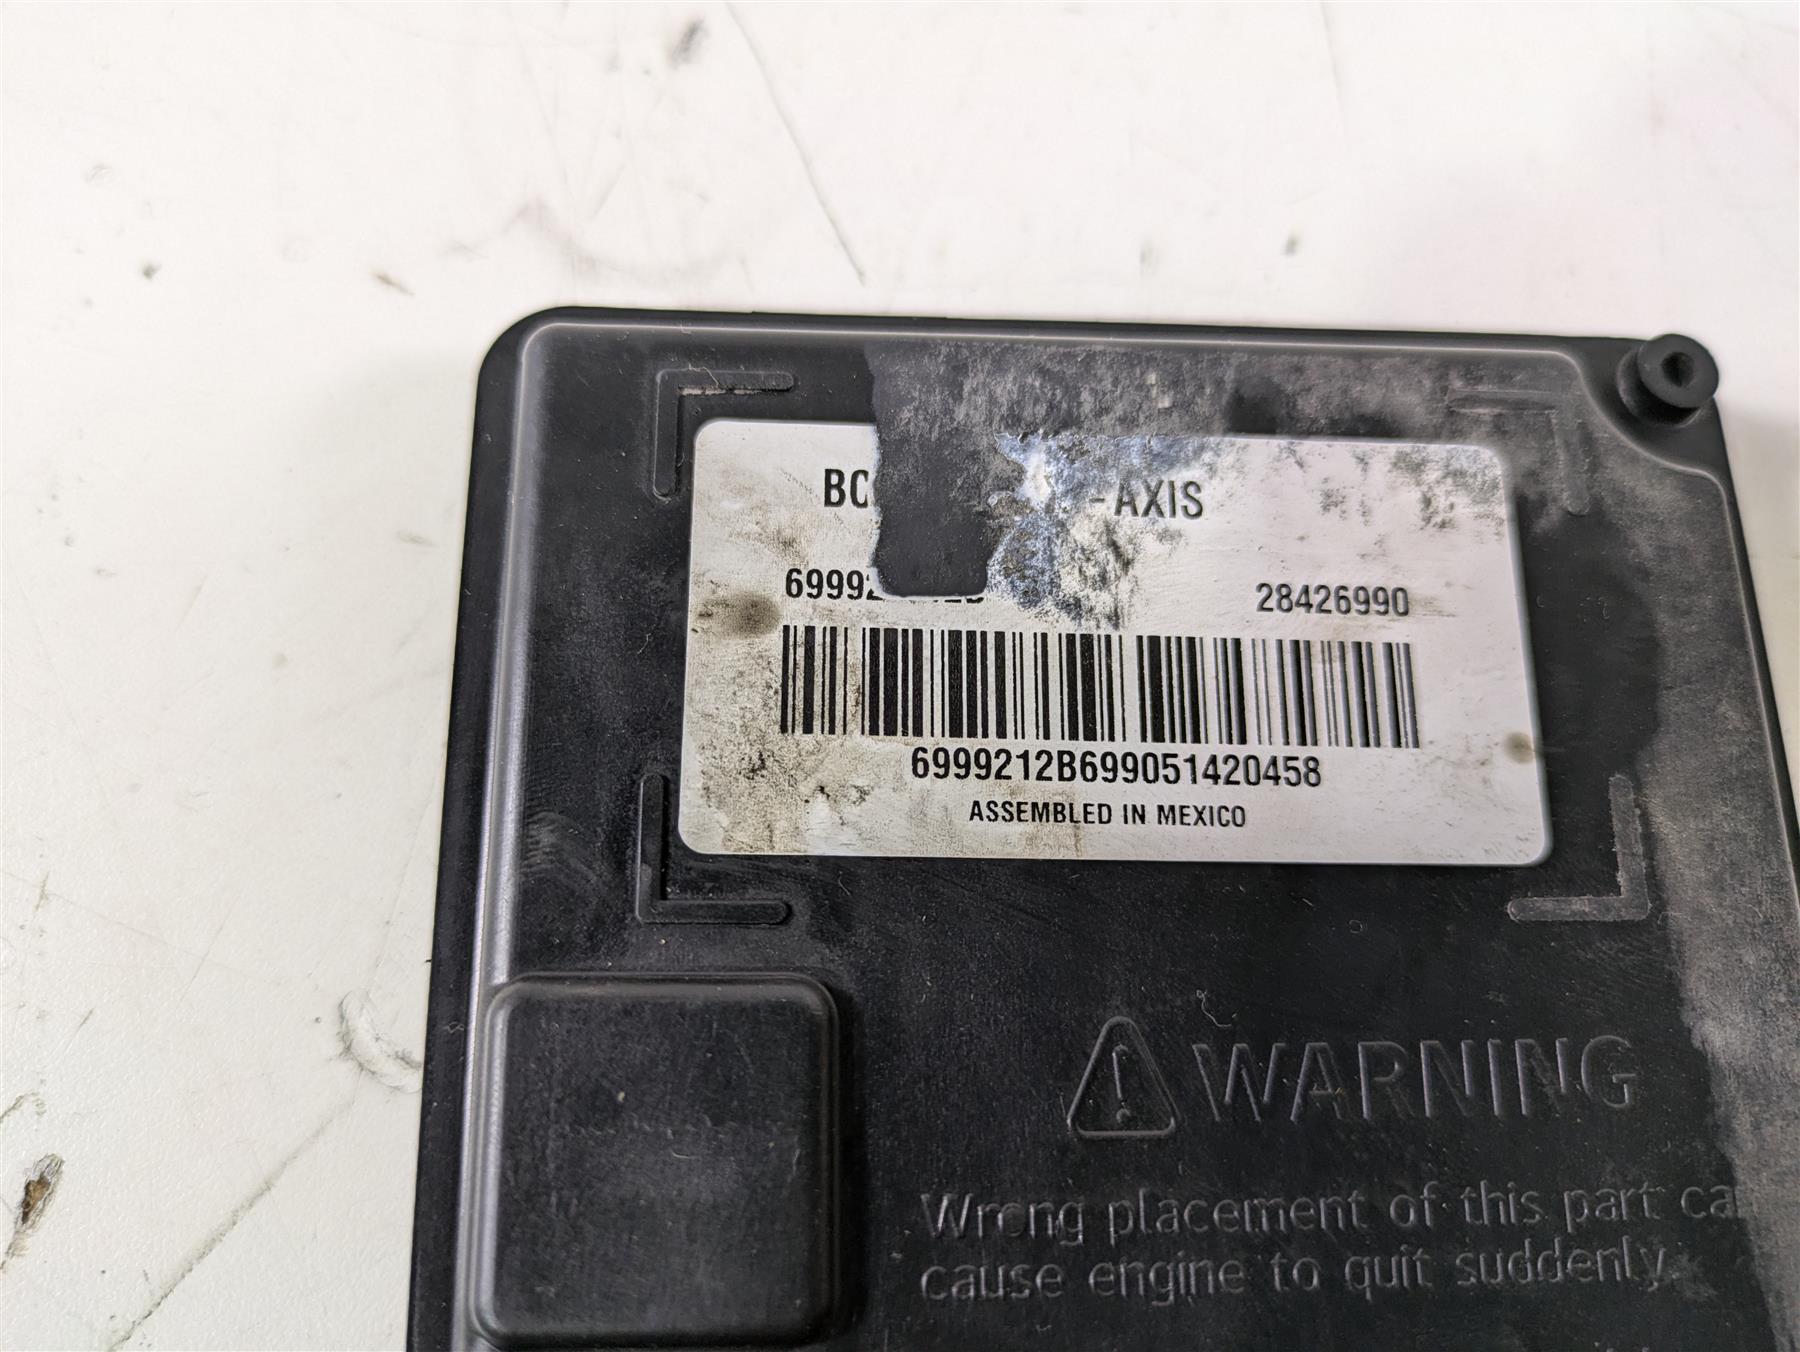 -AXIS
28426990
6999212B699051420458
ASSEMBLED IN MEXICO
WARNING
Wrong placement of this part
cause engine to quit suddenly.